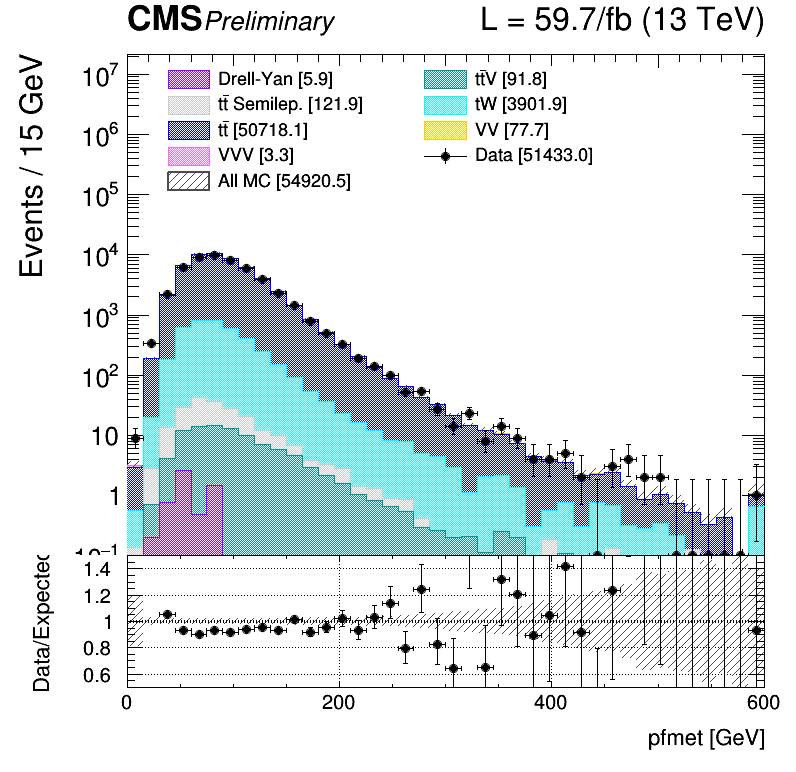 CMS Preliminary L = 59.7/fb (13 TeV)
Events / 15 GeV
10⁷
10⁶
10⁵
10⁴
10³
10²
10
1
10⁻¹
Drell-Yan [5.9]
tt̄ Semilep. [121.9]
tt̄ [50718.1]
VVV [3.3]
All MC [54920.5]
tt̄V [91.8]
tW [3901.9]
VV [77.7]
Data [51433.0]
Data/Expected
1.4
1.2
1
0.8
0.6
0 200 400 600
pfmet [GeV]